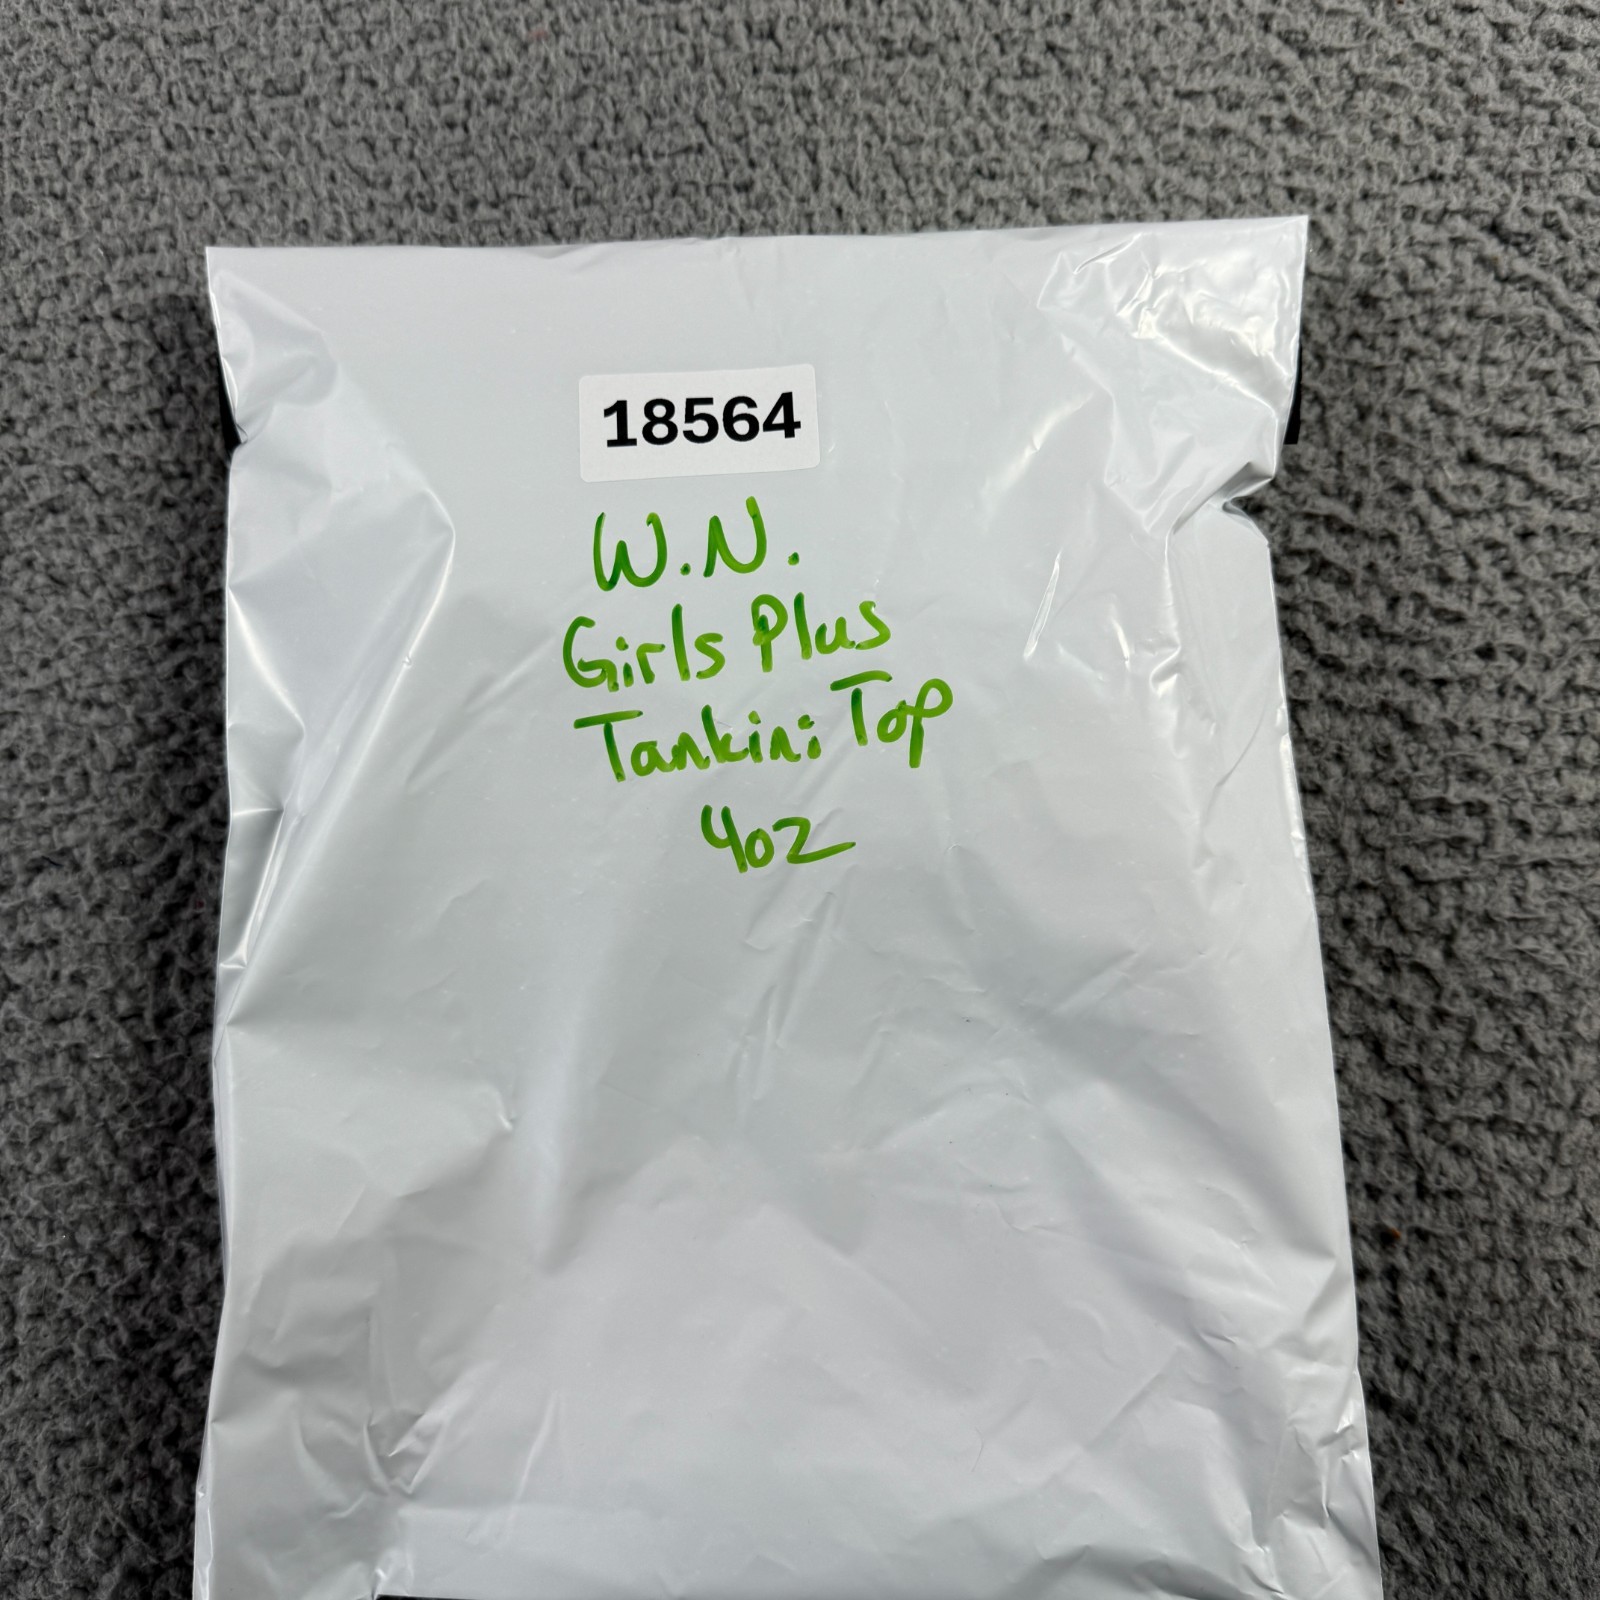 18564
W.N.
Girls Plus
Tankini Top
4oz